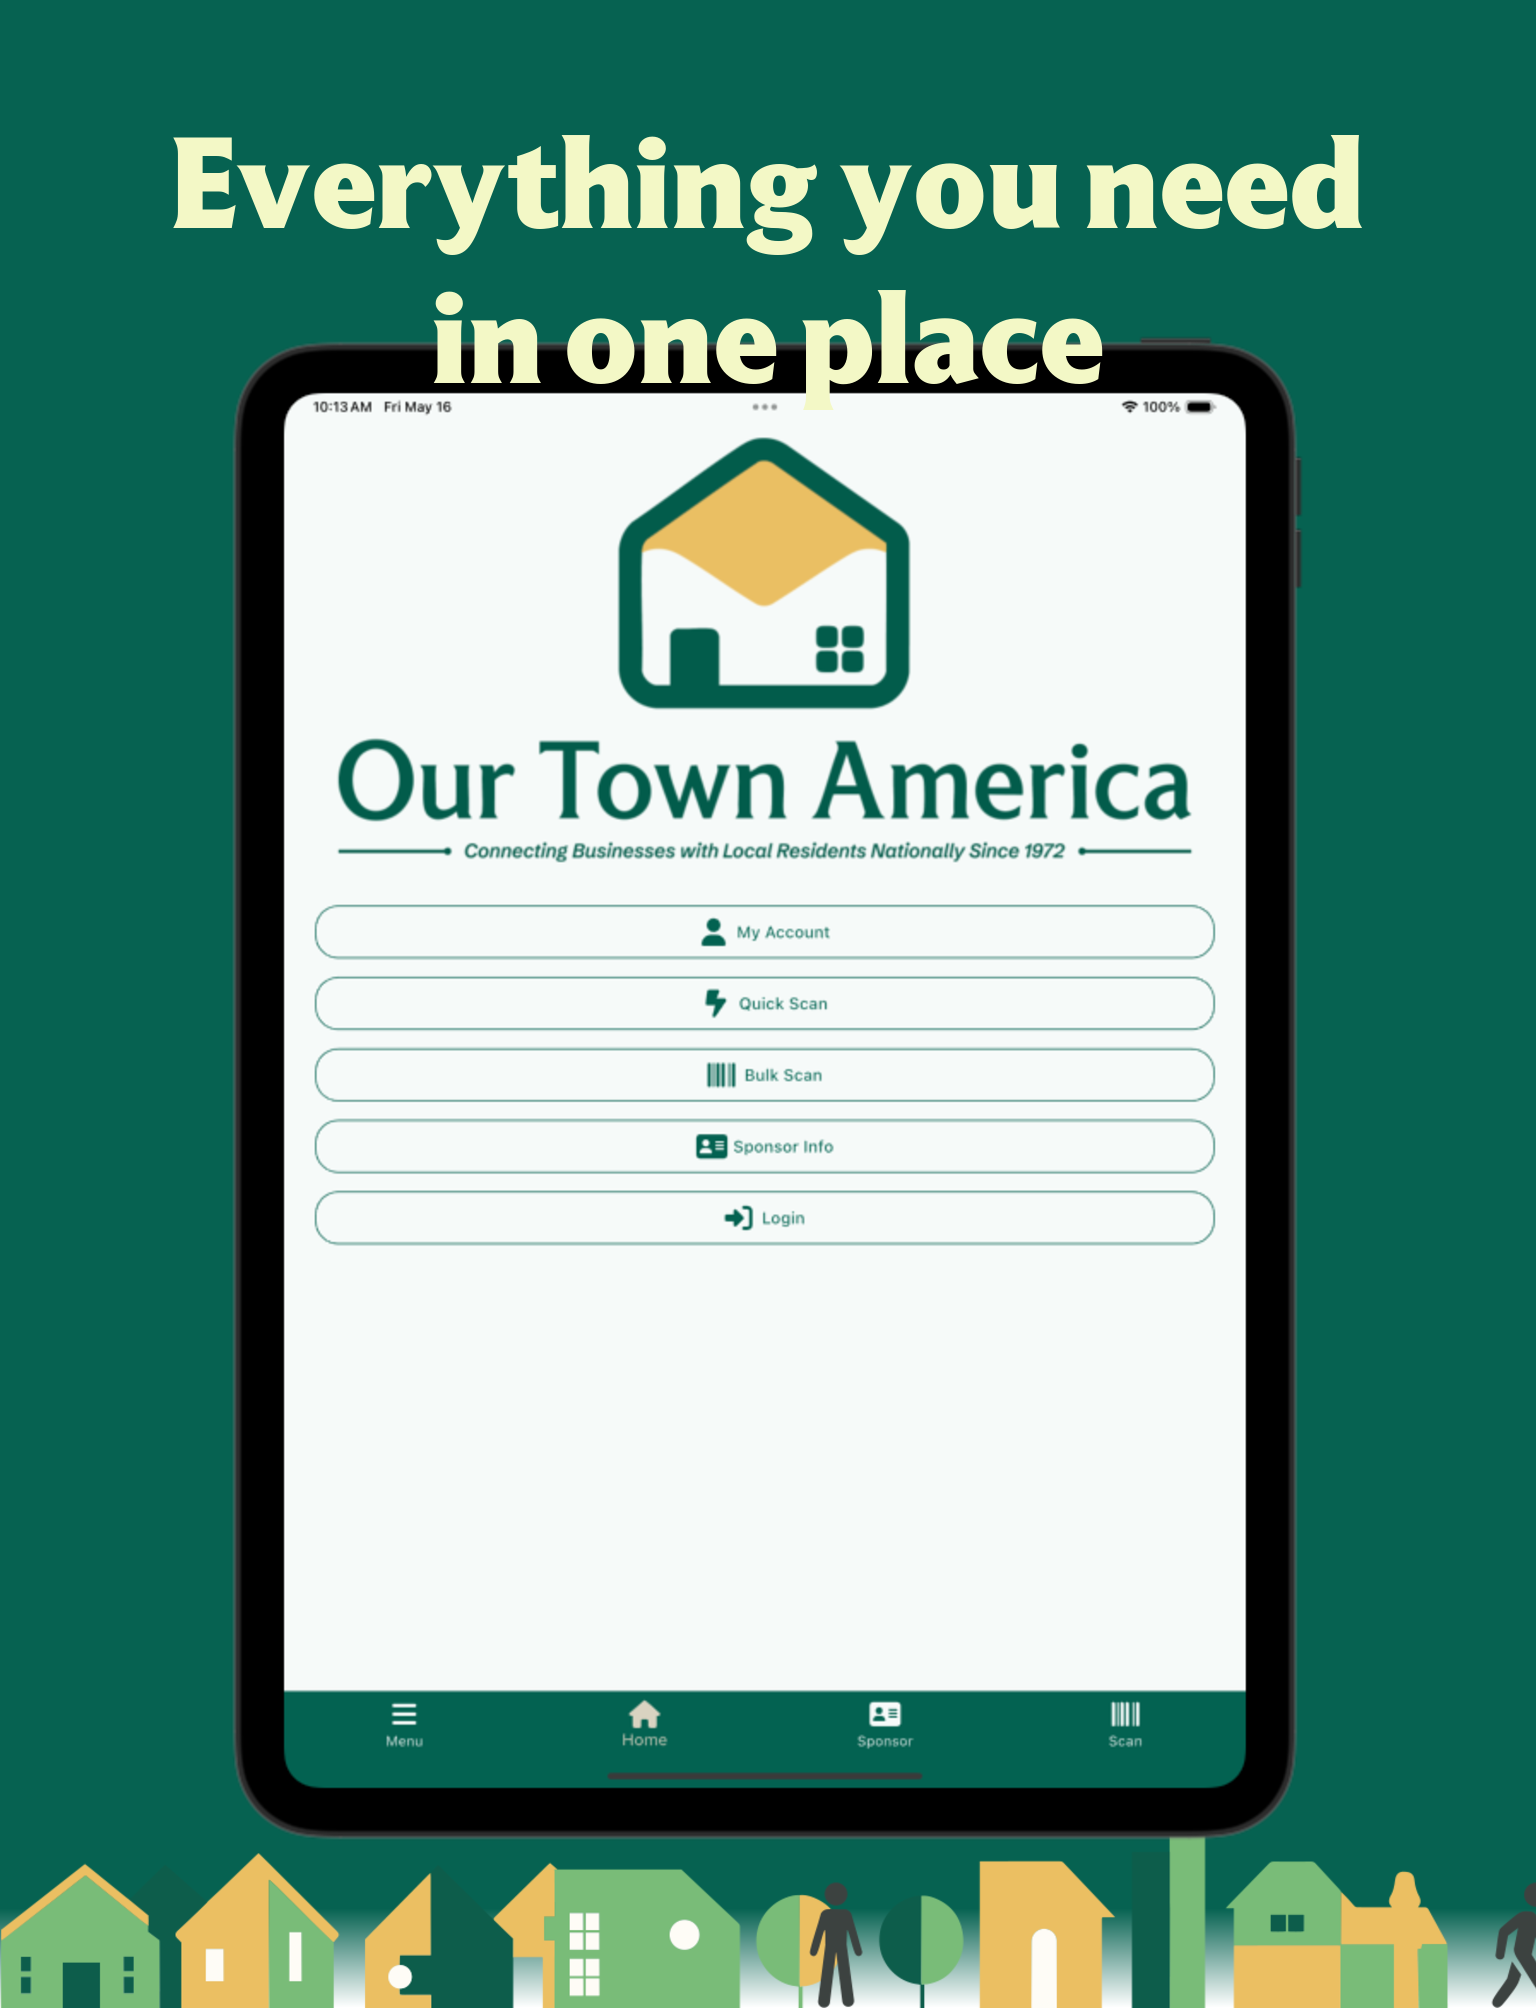 Everything you need
in one place
10:13 AM Fri May 16 100%
Our Town America
Connecting Businesses with Local Residents Nationally Since 1972
My Account
Quick Scan
Bulk Scan
Sponsor Info
Login
Menu Home Sponsor Scan